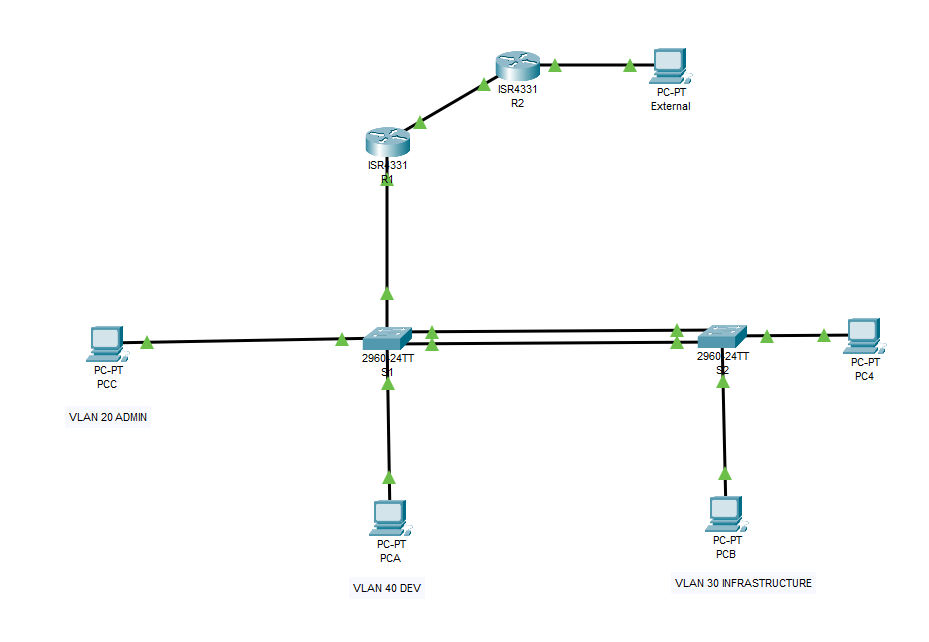 ISR4331
R2
PC-PT
External
ISR4331
R1
PC-PT
PCC
2960-24TT
S1
2960-24TT
S2
PC-PT
PC4
VLAN 20 ADMIN
PC-PT
PCA
PC-PT
PCB
VLAN 40 DEV
VLAN 30 INFRASTRUCTURE